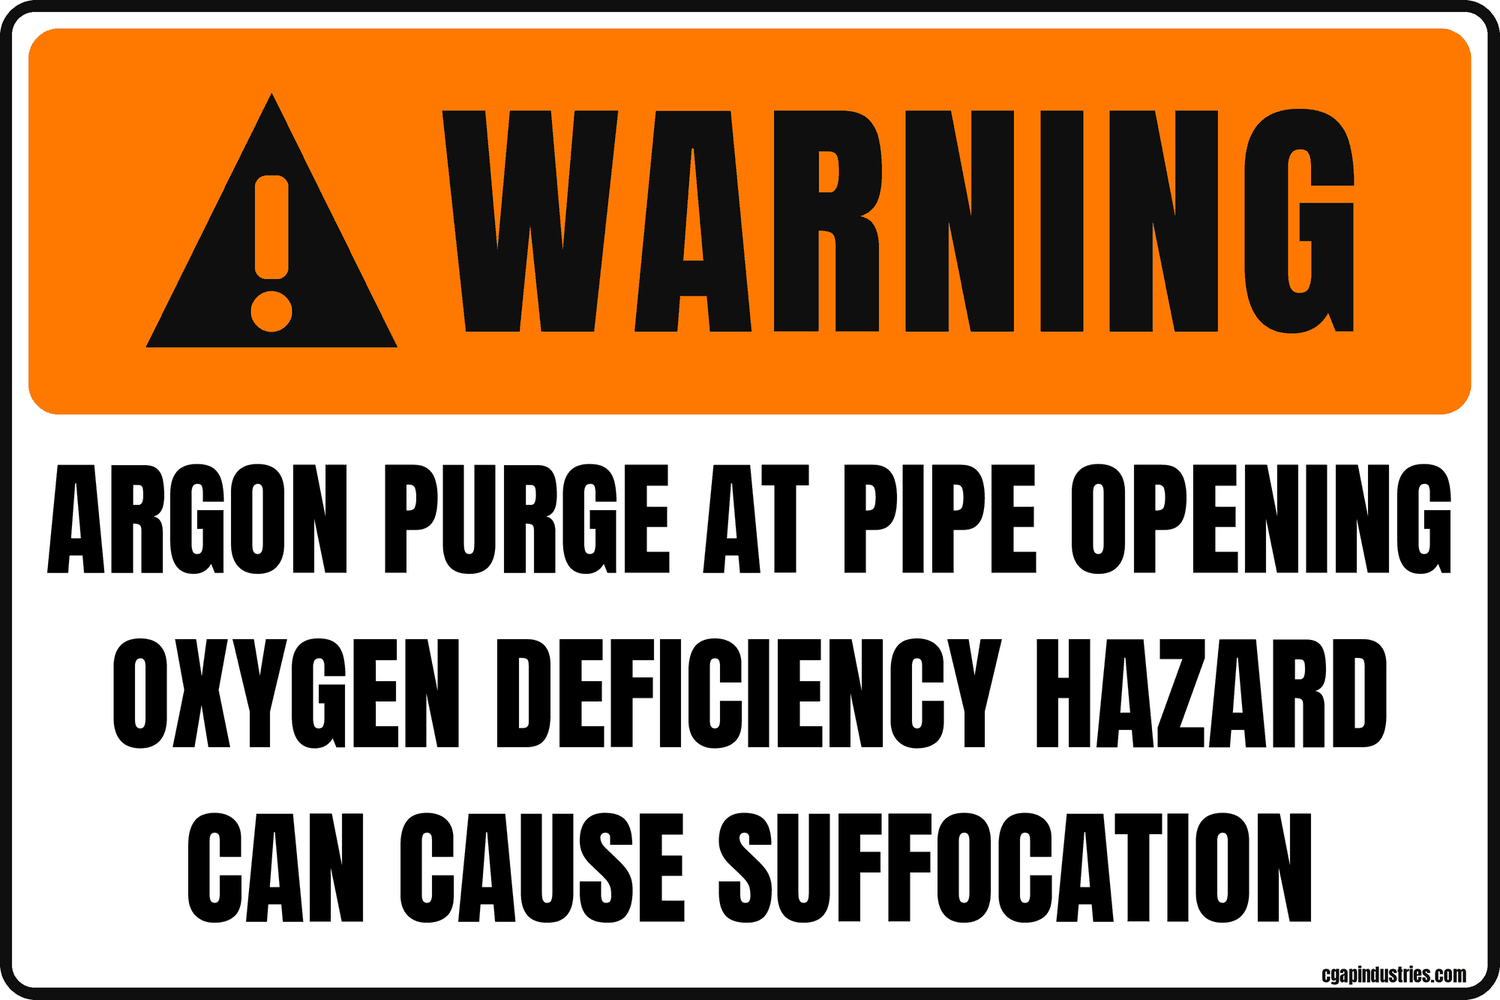 WARNING
ARGON PURGE AT PIPE OPENING
OXYGEN DEFICIENCY HAZARD
CAN CAUSE SUFFOCATION
cgapindustries.com